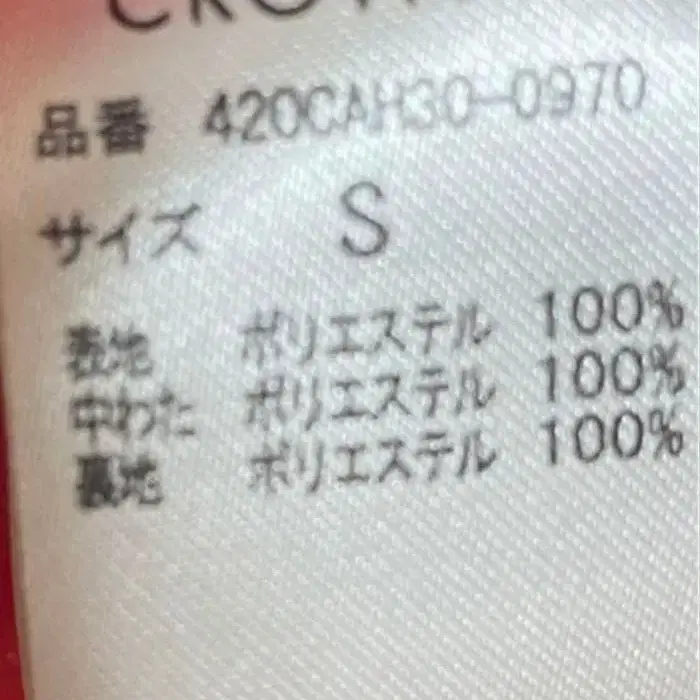 品番 420CAH30-0970
サイズ S
表地 ポリエステル 100%
中わた ポリエステル 100%
裏地 ポリエステル 100%